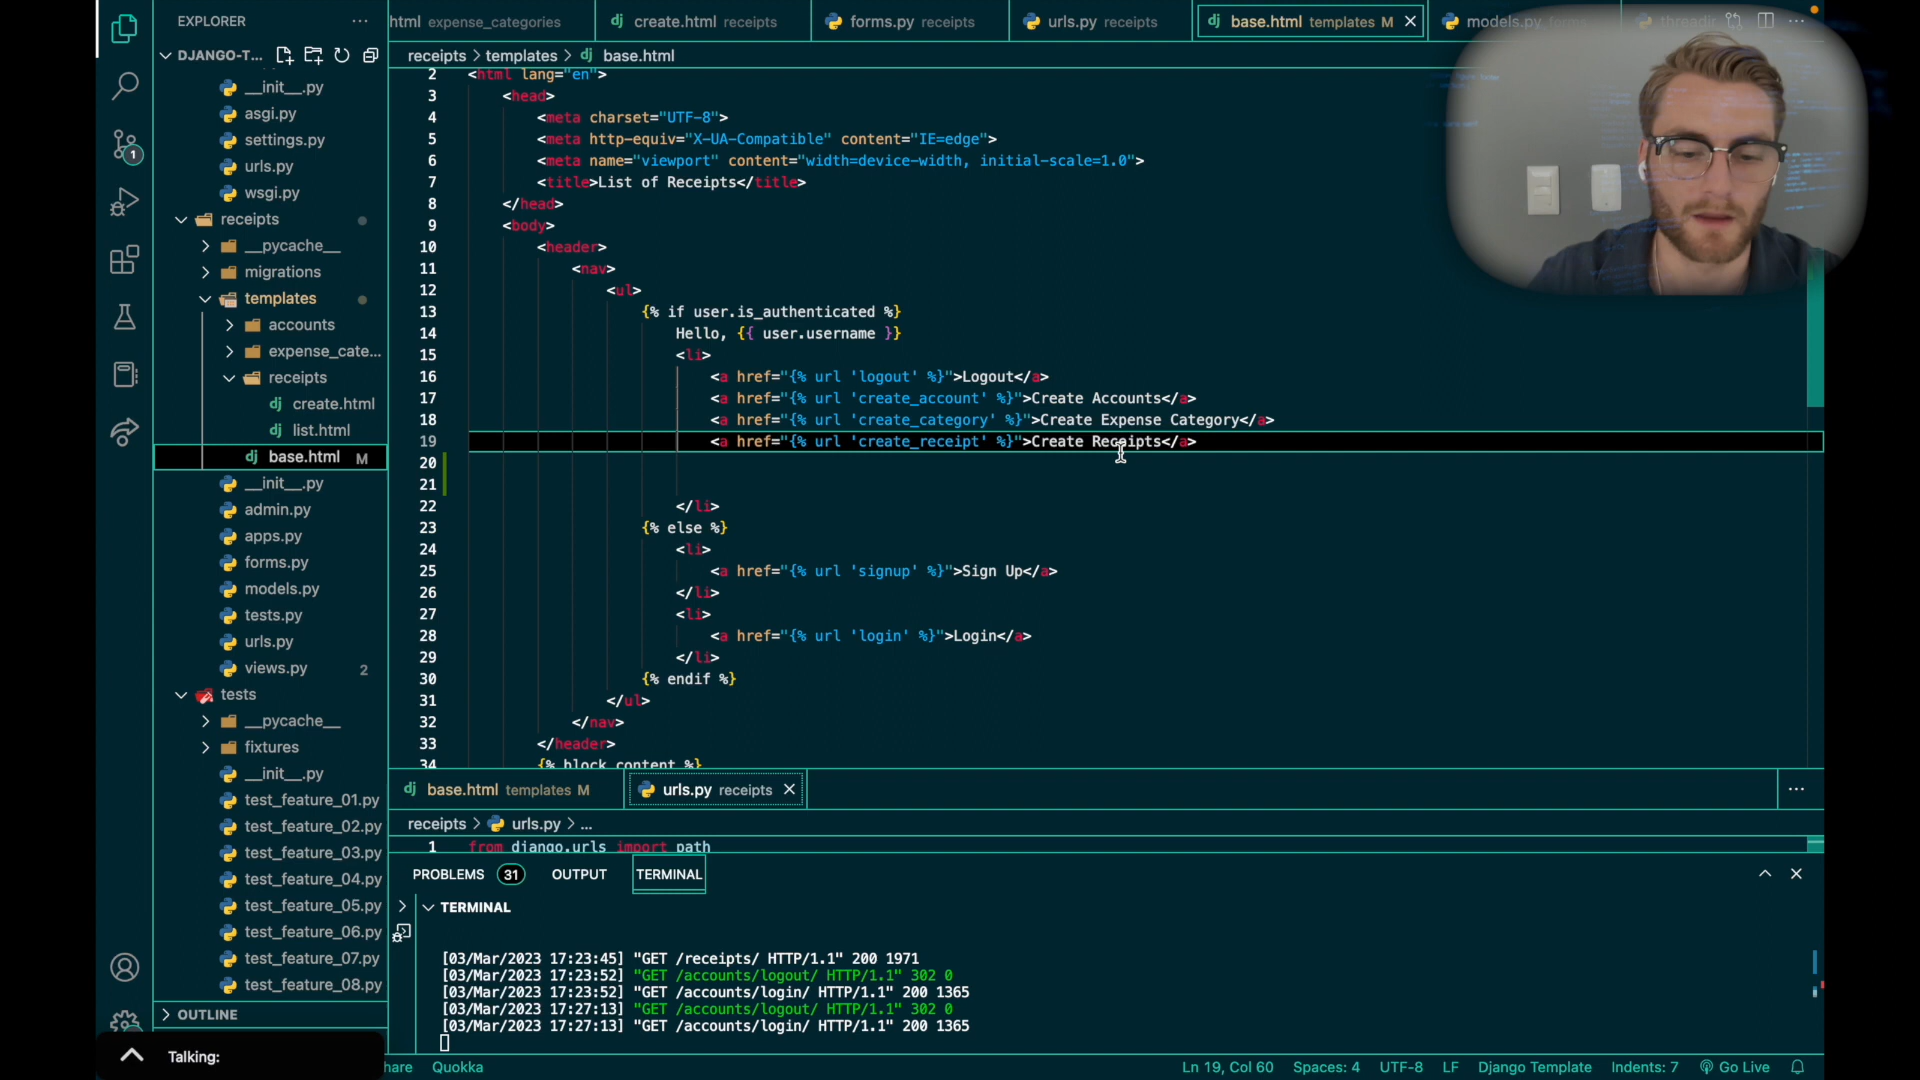 EXPLORER
DJANGO-T...
__init__.py
asgi.py
settings.py
urls.py
wsgi.py
receipts
__pycache__
migrations
templates
accounts
expense_cate...
receipts
create.html
list.html
base.html M
__init__.py
admin.py
apps.py
forms.py
models.py
tests.py
urls.py
views.py 2
tests
__pycache__
fixtures
__init__.py
test_feature_01.py
test_feature_02.py
test_feature_03.py
test_feature_04.py
test_feature_05.py
test_feature_06.py
test_feature_07.py
test_feature_08.py
OUTLINE
1
Talking:
html expense_categories
create.html receipts
forms.py receipts
urls.py receipts
base.html templates M
models.py forms
receipts > templates > base.html
2 <html lang="en">
3 <head>
4 <meta charset="UTF-8">
5 <meta http-equiv="X-UA-Compatible" content="IE=edge">
6 <meta name="viewport" content="width=device-width, initial-scale=1.0">
7 <title>List of Receipts</title>
8 </head>
9 <body>
10 <header>
11 <nav>
12 <ul>
13 {% if user.is_authenticated %}
14 Hello, {{ user.username }}
15 <li>
16 <a href="{% url 'logout' %}">Logout</a>
17 <a href="{% url 'create_account' %}">Create Accounts</a>
18 <a href="{% url 'create_category' %}">Create Expense Category</a>
19 <a href="{% url 'create_receipt' %}">Create Receipts</a>
20
21
22 </li>
23 {% else %}
24 <li>
25 <a href="{% url 'signup' %}">Sign Up</a>
26 </li>
27 <li>
28 <a href="{% url 'login' %}">Login</a>
29 </li>
30 {% endif %}
31 </ul>
32 </nav>
33 </header>
34 {% block content %}
base.html templates M
urls.py receipts
receipts > urls.py > ...
1 from django.urls import path
PROBLEMS 31 OUTPUT TERMINAL
TERMINAL
[03/Mar/2023 17:23:45] "GET /receipts/ HTTP/1.1" 200 1971
[03/Mar/2023 17:23:52] "GET /accounts/logout/ HTTP/1.1" 302 0
[03/Mar/2023 17:23:52] "GET /accounts/login/ HTTP/1.1" 200 1365
[03/Mar/2023 17:27:13] "GET /accounts/logout/ HTTP/1.1" 302 0
[03/Mar/2023 17:27:13] "GET /accounts/login/ HTTP/1.1" 200 1365
hare Quokka Ln 19, Col 60 Spaces: 4 UTF-8 LF Django Template Indents: 7 Go Live